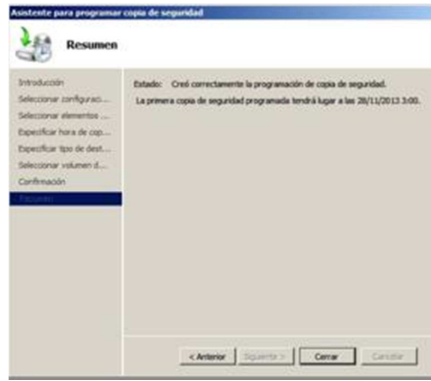 Asistente para programar copia de seguridad
Resumen
Introducción
Seleccionar configuraci...
Seleccionar elementos ...
Especificar hora de cop...
Especificar tipo de dest...
Seleccionar volumen d...
Confirmación
Resumen
Estado: Creó correctamente la programación de copia de seguridad.
La primera copia de seguridad programada tendrá lugar a las 28/11/2013 3:00.
< Anterior
Siguiente >
Cerrar
Cancelar